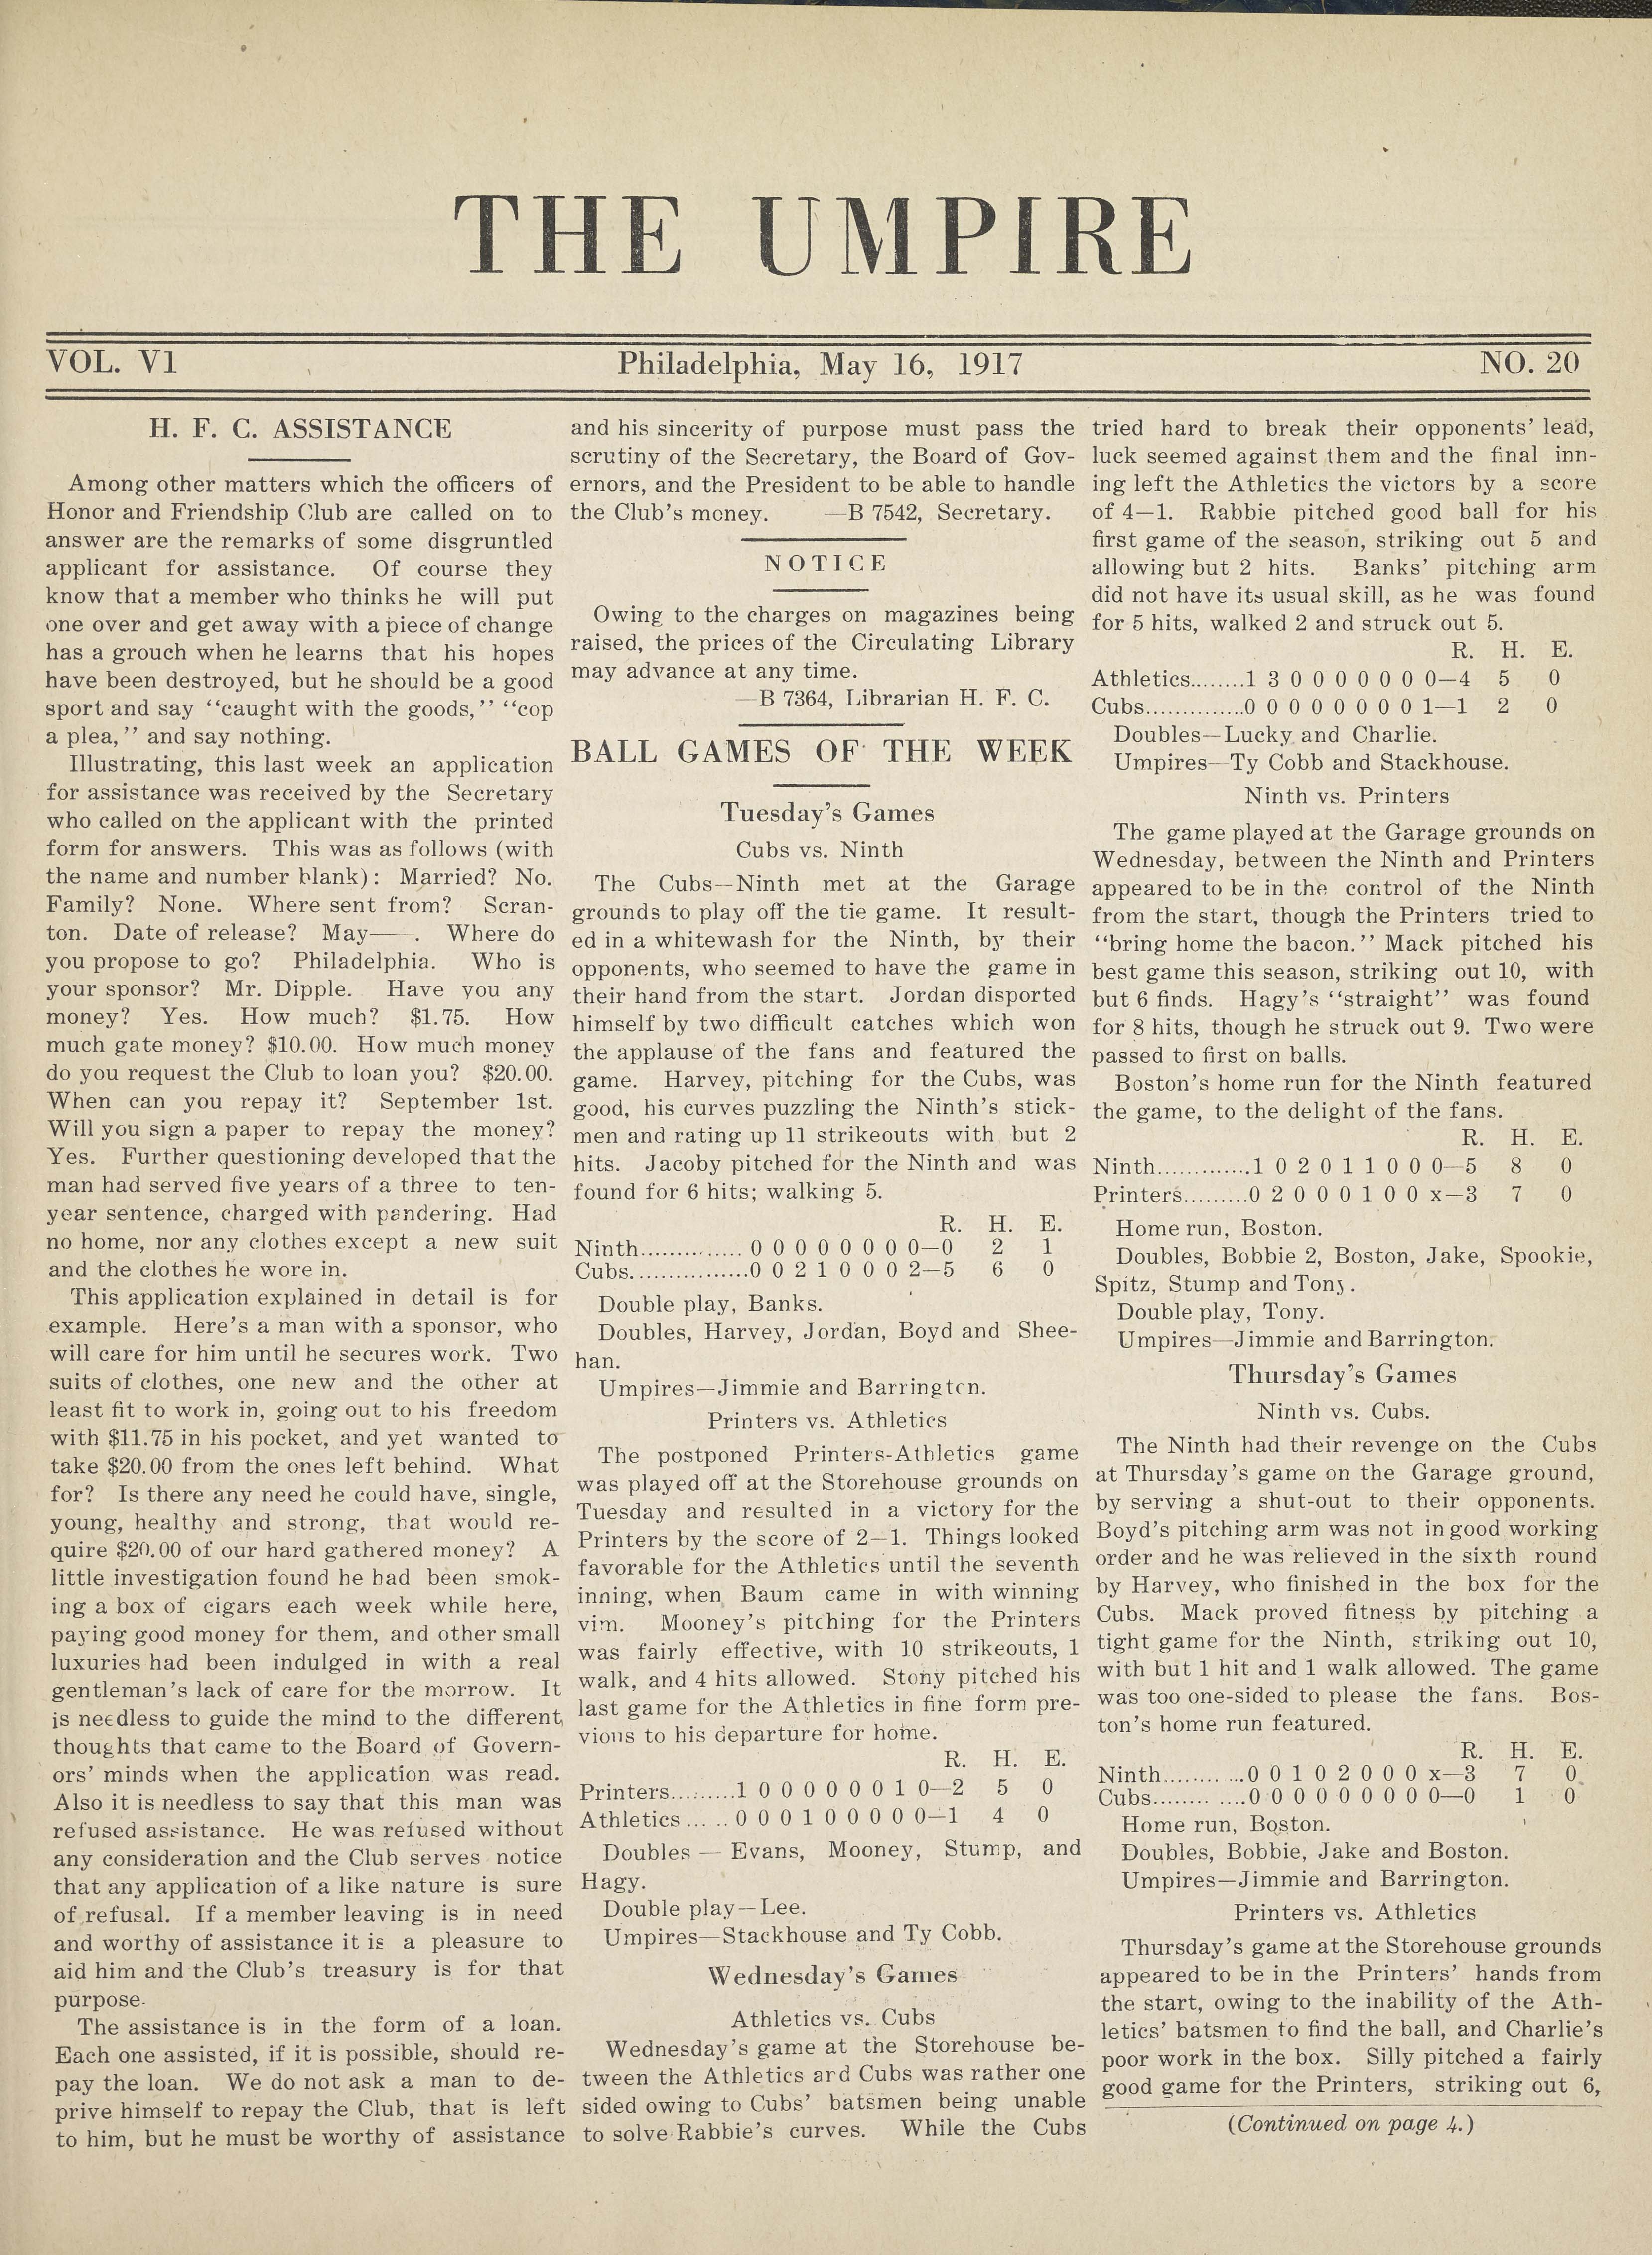 THE UMPIRE
VOL. V1
Philadelphia, May 16, 1917
NO. 20
H. F. C. ASSISTANCE
Among other matters which the officers of
Honor and Friendship Club are called on to
answer are the remarks of some disgruntled
applicant for assistance. Of course they
know that a member who thinks he will put
one over and get away with a piece of change
has a grouch when he learns that his hopes
have been destroyed, but he should be a good
sport and say "caught with the goods," "cop
a plea," and say nothing.
Illustrating, this last week an application
for assistance was received by the Secretary
who called on the applicant with the printed
form for answers. This was as follows (with
the name and number blank): Married? No.
Family? None. Where sent from? Scran-
ton. Date of release? May—— . Where do
you propose to go? Philadelphia. Who is
your sponsor? Mr. Dipple. Have you any
money? Yes. How much? $1.75. How
much gate money? $10.00. How much money
do you request the Club to loan you? $20.00.
When can you repay it? September 1st.
Will you sign a paper to repay the money?
Yes. Further questioning developed that the
man had served five years of a three to ten-
year sentence, charged with pandering. Had
no home, nor any clothes except a new suit
and the clothes he wore in.
This application explained in detail is for
example. Here's a man with a sponsor, who
will care for him until he secures work. Two
suits of clothes, one new and the other at
least fit to work in, going out to his freedom
with $11.75 in his pocket, and yet wanted to
take $20.00 from the ones left behind. What
for? Is there any need he could have, single,
young, healthy and strong, that would re-
quire $20.00 of our hard gathered money? A
little investigation found he had been smok-
ing a box of cigars each week while here,
paying good money for them, and other small
luxuries had been indulged in with a real
gentleman's lack of care for the morrow. It
is needless to guide the mind to the different
thoughts that came to the Board of Govern-
ors' minds when the application was read.
Also it is needless to say that this man was
refused assistance. He was refused without
any consideration and the Club serves notice
that any application of a like nature is sure
of refusal. If a member leaving is in need
and worthy of assistance it is a pleasure to
aid him and the Club's treasury is for that
purpose.
The assistance is in the form of a loan.
Each one assisted, if it is possible, should re-
pay the loan. We do not ask a man to de-
prive himself to repay the Club, that is left
to him, but he must be worthy of assistance
and his sincerity of purpose must pass the
scrutiny of the Secretary, the Board of Gov-
ernors, and the President to be able to handle
the Club's money. —B 7542, Secretary.
NOTICE
Owing to the charges on magazines being
raised, the prices of the Circulating Library
may advance at any time.
—B 7364, Librarian H. F. C.
BALL GAMES OF THE WEEK
Tuesday's Games
Cubs vs. Ninth
The Cubs—Ninth met at the Garage
grounds to play off the tie game. It result-
ed in a whitewash for the Ninth, by their
opponents, who seemed to have the game in
their hand from the start. Jordan disported
himself by two difficult catches which won
the applause of the fans and featured the
game. Harvey, pitching for the Cubs, was
good, his curves puzzling the Ninth's stick-
men and rating up 11 strikeouts with but 2
hits. Jacoby pitched for the Ninth and was
found for 6 hits; walking 5.
R. H. E.
Ninth............... 0 0 0 0 0 0 0 0—0 2 1
Cubs.................0 0 2 1 0 0 0 2—5 6 0
Double play, Banks.
Doubles, Harvey, Jordan, Boyd and Shee-
han.
Umpires—Jimmie and Barrington.
Printers vs. Athletics
The postponed Printers-Athletics game
was played off at the Storehouse grounds on
Tuesday and resulted in a victory for the
Printers by the score of 2—1. Things looked
favorable for the Athletics until the seventh
inning, when Baum came in with winning
vim. Mooney's pitching for the Printers
was fairly effective, with 10 strikeouts, 1
walk, and 4 hits allowed. Stony pitched his
last game for the Athletics in fine form pre-
vious to his departure for home.
R. H. E.
Printers..........1 0 0 0 0 0 0 1 0—2 5 0
Athletics ... .. 0 0 0 1 0 0 0 0 0—1 4 0
Doubles — Evans, Mooney, Stump, and
Hagy.
Double play—Lee.
Umpires—Stackhouse and Ty Cobb.
Wednesday's Games
Athletics vs. Cubs
Wednesday's game at the Storehouse be-
tween the Athletics and Cubs was rather one
sided owing to Cubs' batsmen being unable
to solve Rabbie's curves. While the Cubs
tried hard to break their opponents' lead,
luck seemed against them and the final inn-
ing left the Athletics the victors by a score
of 4—1. Rabbie pitched good ball for his
first game of the season, striking out 5 and
allowing but 2 hits. Banks' pitching arm
did not have its usual skill, as he was found
for 5 hits, walked 2 and struck out 5.
R. H. E.
Athletics........1 3 0 0 0 0 0 0 0—4 5 0
Cubs..............0 0 0 0 0 0 0 0 1—1 2 0
Doubles—Lucky and Charlie.
Umpires—Ty Cobb and Stackhouse.
Ninth vs. Printers
The game played at the Garage grounds on
Wednesday, between the Ninth and Printers
appeared to be in the control of the Ninth
from the start, though the Printers tried to
"bring home the bacon." Mack pitched his
best game this season, striking out 10, with
but 6 finds. Hagy's "straight" was found
for 8 hits, though he struck out 9. Two were
passed to first on balls.
Boston's home run for the Ninth featured
the game, to the delight of the fans.
R. H. E.
Ninth.............1 0 2 0 1 1 0 0 0—5 8 0
Printers.........0 2 0 0 0 1 0 0 x—3 7 0
Home run, Boston.
Doubles, Bobbie 2, Boston, Jake, Spookie,
Spitz, Stump and Tony.
Double play, Tony.
Umpires—Jimmie and Barrington.
Thursday's Games
Ninth vs. Cubs.
The Ninth had their revenge on the Cubs
at Thursday's game on the Garage ground,
by serving a shut-out to their opponents.
Boyd's pitching arm was not in good working
order and he was relieved in the sixth round
by Harvey, who finished in the box for the
Cubs. Mack proved fitness by pitching a
tight game for the Ninth, striking out 10,
with but 1 hit and 1 walk allowed. The game
was too one-sided to please the fans. Bos-
ton's home run featured.
R. H. E.
Ninth........ ...0 0 1 0 2 0 0 0 x—3 7 0
Cubs........ ....0 0 0 0 0 0 0 0 0—0 1 0
Home run, Boston.
Doubles, Bobbie, Jake and Boston.
Umpires—Jimmie and Barrington.
Printers vs. Athletics
Thursday's game at the Storehouse grounds
appeared to be in the Printers' hands from
the start, owing to the inability of the Ath-
letics' batsmen to find the ball, and Charlie's
poor work in the box. Silly pitched a fairly
good game for the Printers, striking out 6,
(Continued on page 4.)